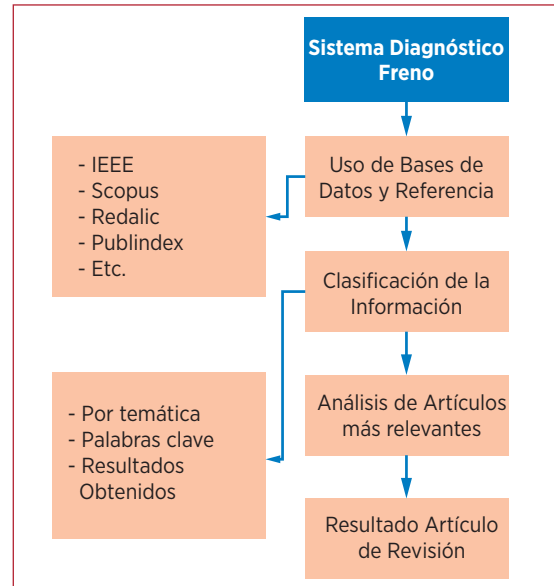 Sistema Diagnóstico
Freno
Uso de Bases de
Datos y Referencia
- IEEE
- Scopus
- Redalic
- Publindex
- Etc.
Clasificación de la
Información
- Por temática
- Palabras clave
- Resultados
Obtenidos
Análisis de Artículos
más relevantes
Resultado Artículo
de Revisión